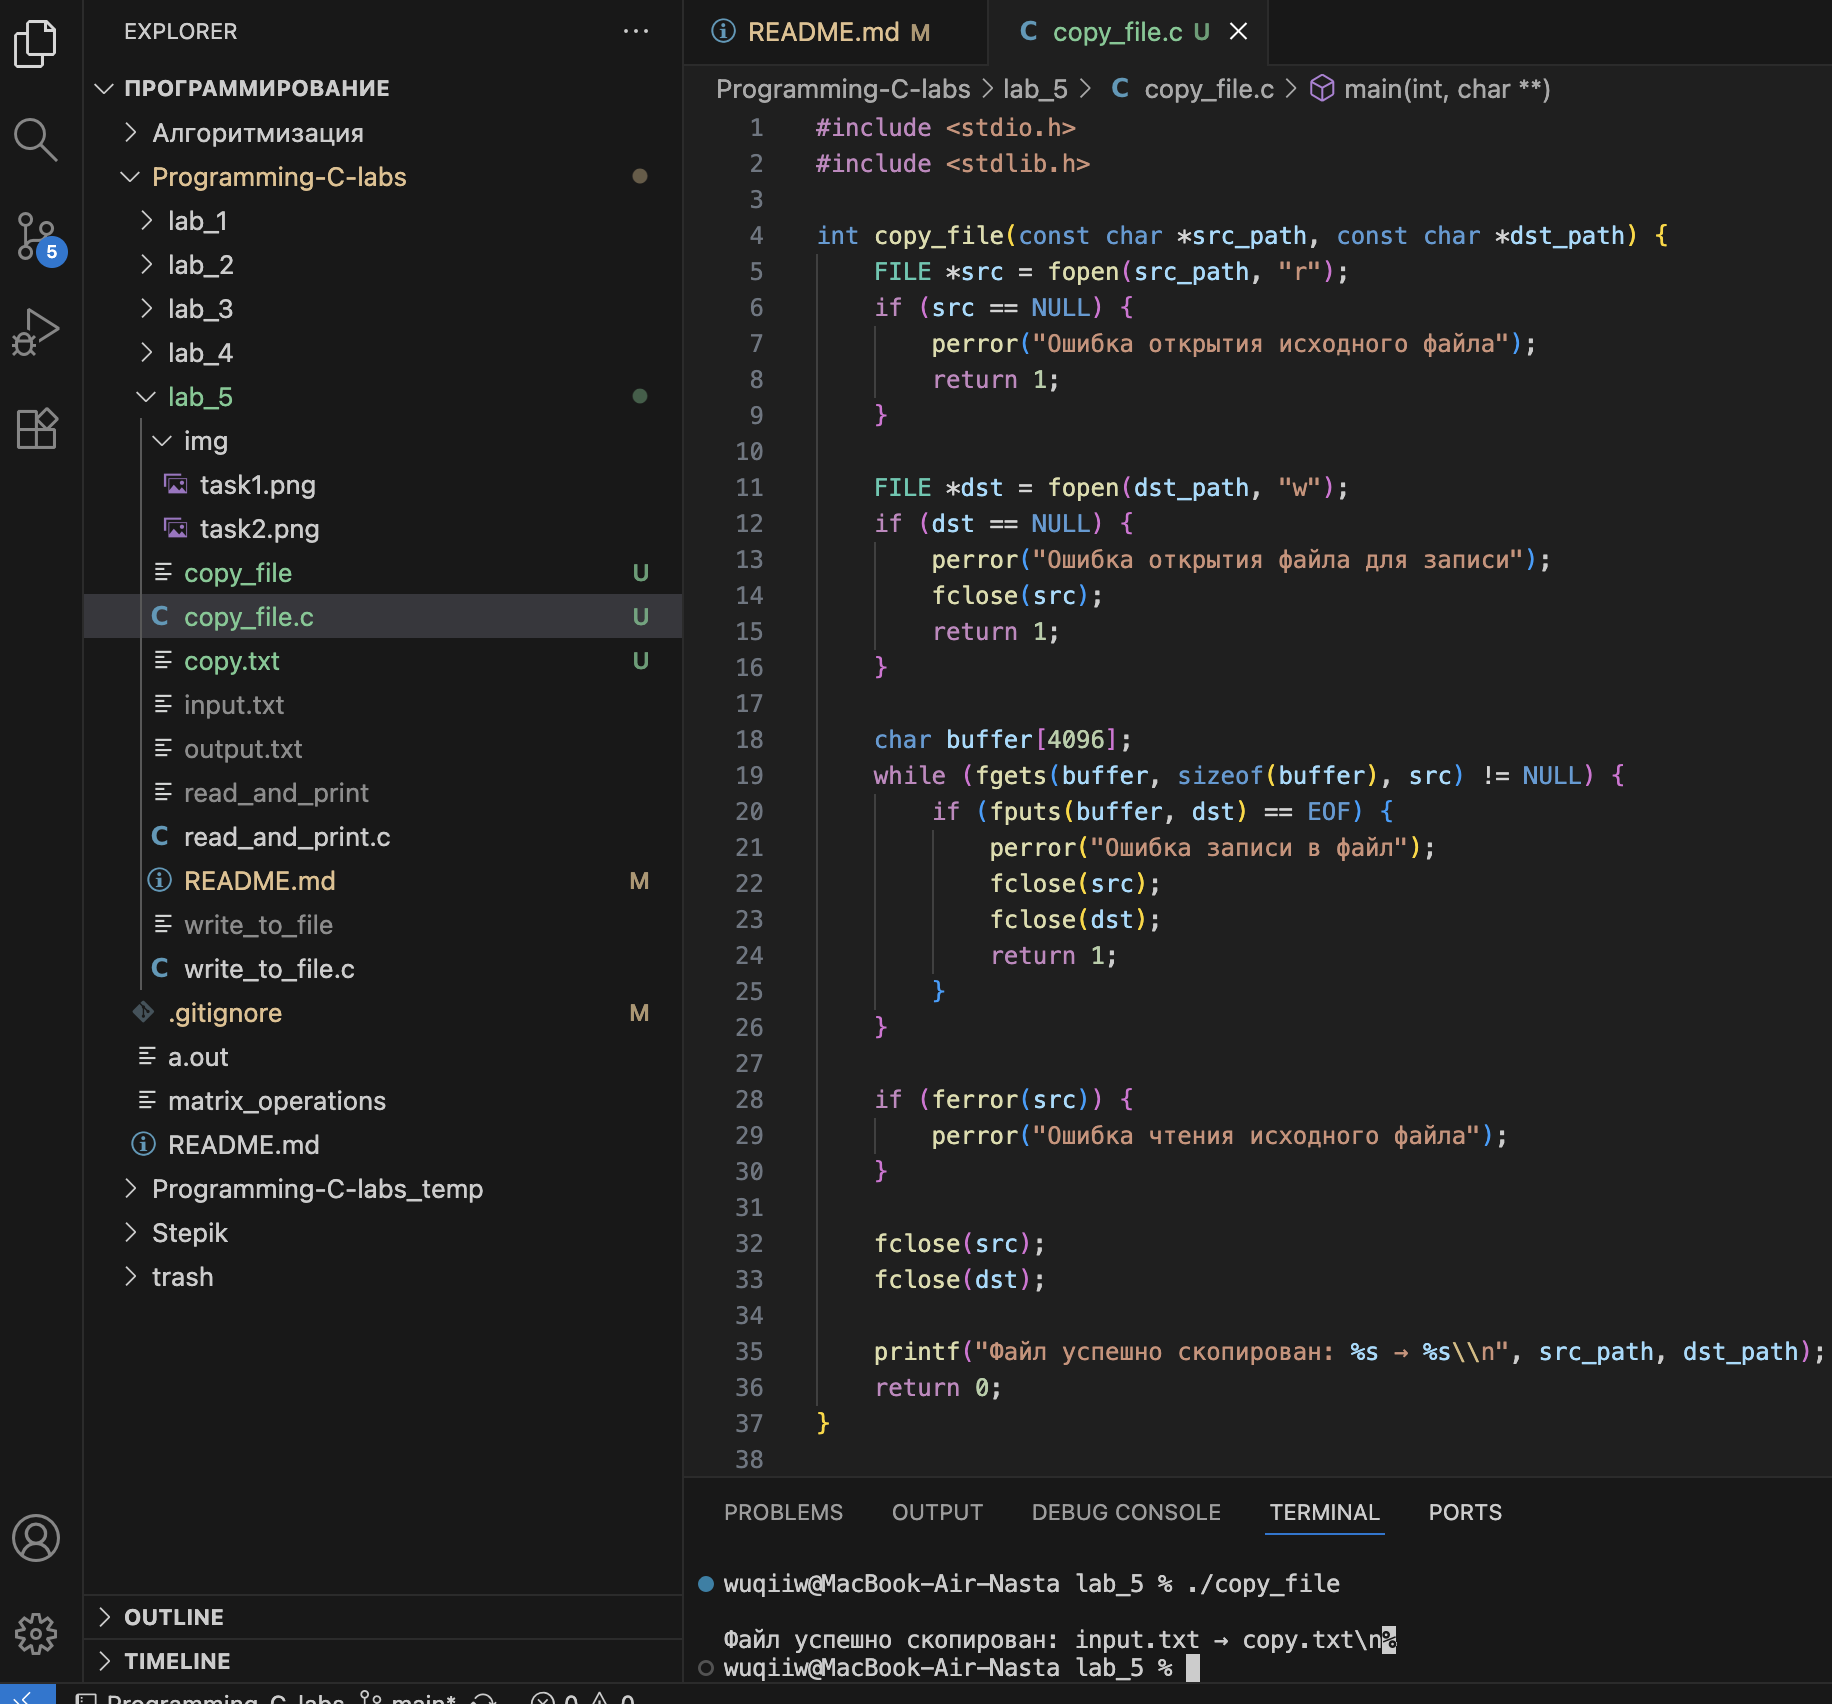 EXPLORER
ПРОГРАММИРОВАНИЕ
Алгоритмизация
Programming-C-labs
lab_1
lab_2
lab_3
lab_4
lab_5
img
task1.png
task2.png
copy_file U
copy_file.c U
copy.txt U
input.txt
output.txt
read_and_print
read_and_print.c
README.md M
write_to_file
write_to_file.c
.gitignore M
a.out
matrix_operations
README.md
Programming-C-labs_temp
Stepik
trash
OUTLINE
TIMELINE
5
README.md M
copy_file.c U
Programming-C-labs > lab_5 > C copy_file.c > main(int, char **)
1 #include <stdio.h>
2 #include <stdlib.h>
3
4 int copy_file(const char *src_path, const char *dst_path) {
5     FILE *src = fopen(src_path, "r");
6     if (src == NULL) {
7         perror("Ошибка открытия исходного файла");
8         return 1;
9     }
10
11     FILE *dst = fopen(dst_path, "w");
12     if (dst == NULL) {
13         perror("Ошибка открытия файла для записи");
14         fclose(src);
15         return 1;
16     }
17
18     char buffer[4096];
19     while (fgets(buffer, sizeof(buffer), src) != NULL) {
20         if (fputs(buffer, dst) == EOF) {
21             perror("Ошибка записи в файл");
22             fclose(src);
23             fclose(dst);
24             return 1;
25         }
26     }
27
28     if (ferror(src)) {
29         perror("Ошибка чтения исходного файла");
30     }
31
32     fclose(src);
33     fclose(dst);
34
35     printf("Файл успешно скопирован: %s → %s\\n", src_path, dst_path);
36     return 0;
37 }
38
PROBLEMS OUTPUT DEBUG CONSOLE TERMINAL PORTS
wuqiiw@MacBook-Air-Nasta lab_5 % ./copy_file
Файл успешно скопирован: input.txt → copy.txt\n%
wuqiiw@MacBook-Air-Nasta lab_5 %
Programming-C-labs main* 0 0